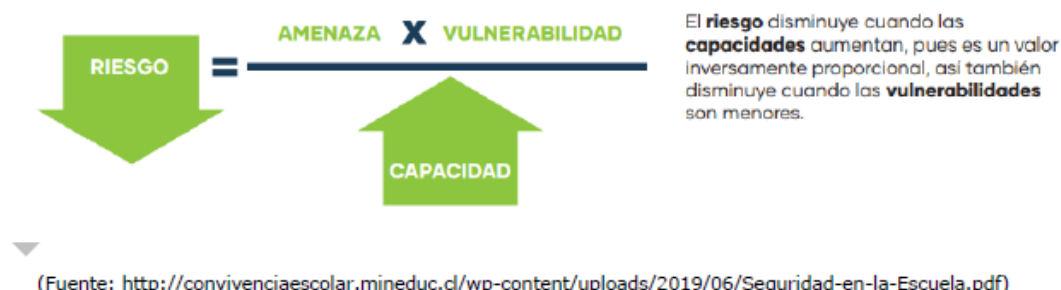 AMENAZA X VULNERABILIDAD
RIESGO =
CAPACIDAD
El riesgo disminuye cuando las
capacidades aumentan, pues es un valor
inversamente proporcional, así también
disminuye cuando las vulnerabilidades
son menores.
(Fuente: http://convivenciaescolar.mineduc.cl/wp-content/uploads/2019/06/Seguridad-en-la-Escuela.pdf)